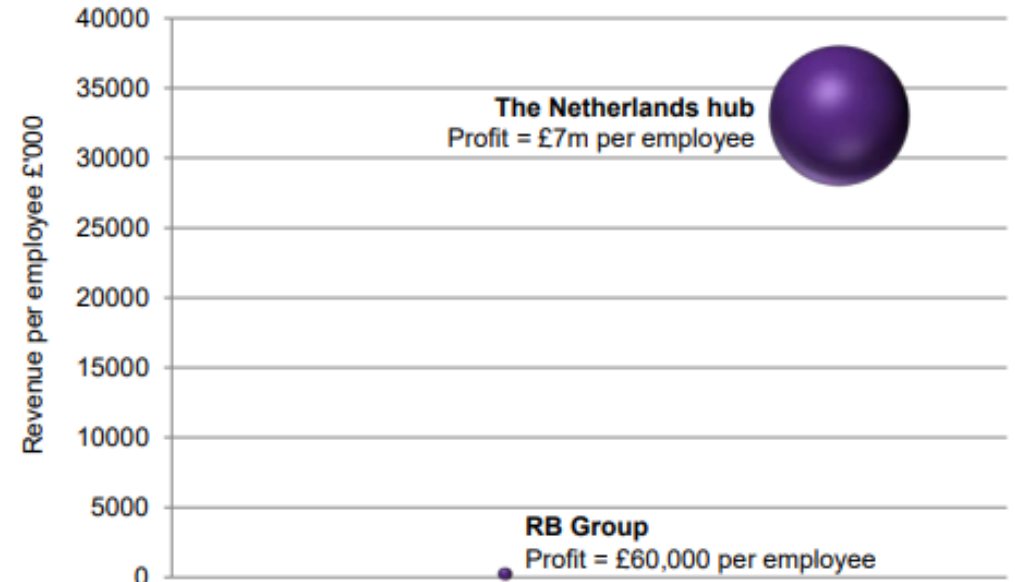 40000
35000
30000
25000
20000
15000
10000
5000
0
Revenue per employee £'000
The Netherlands hub
Profit = £7m per employee
RB Group
Profit = £60,000 per employee